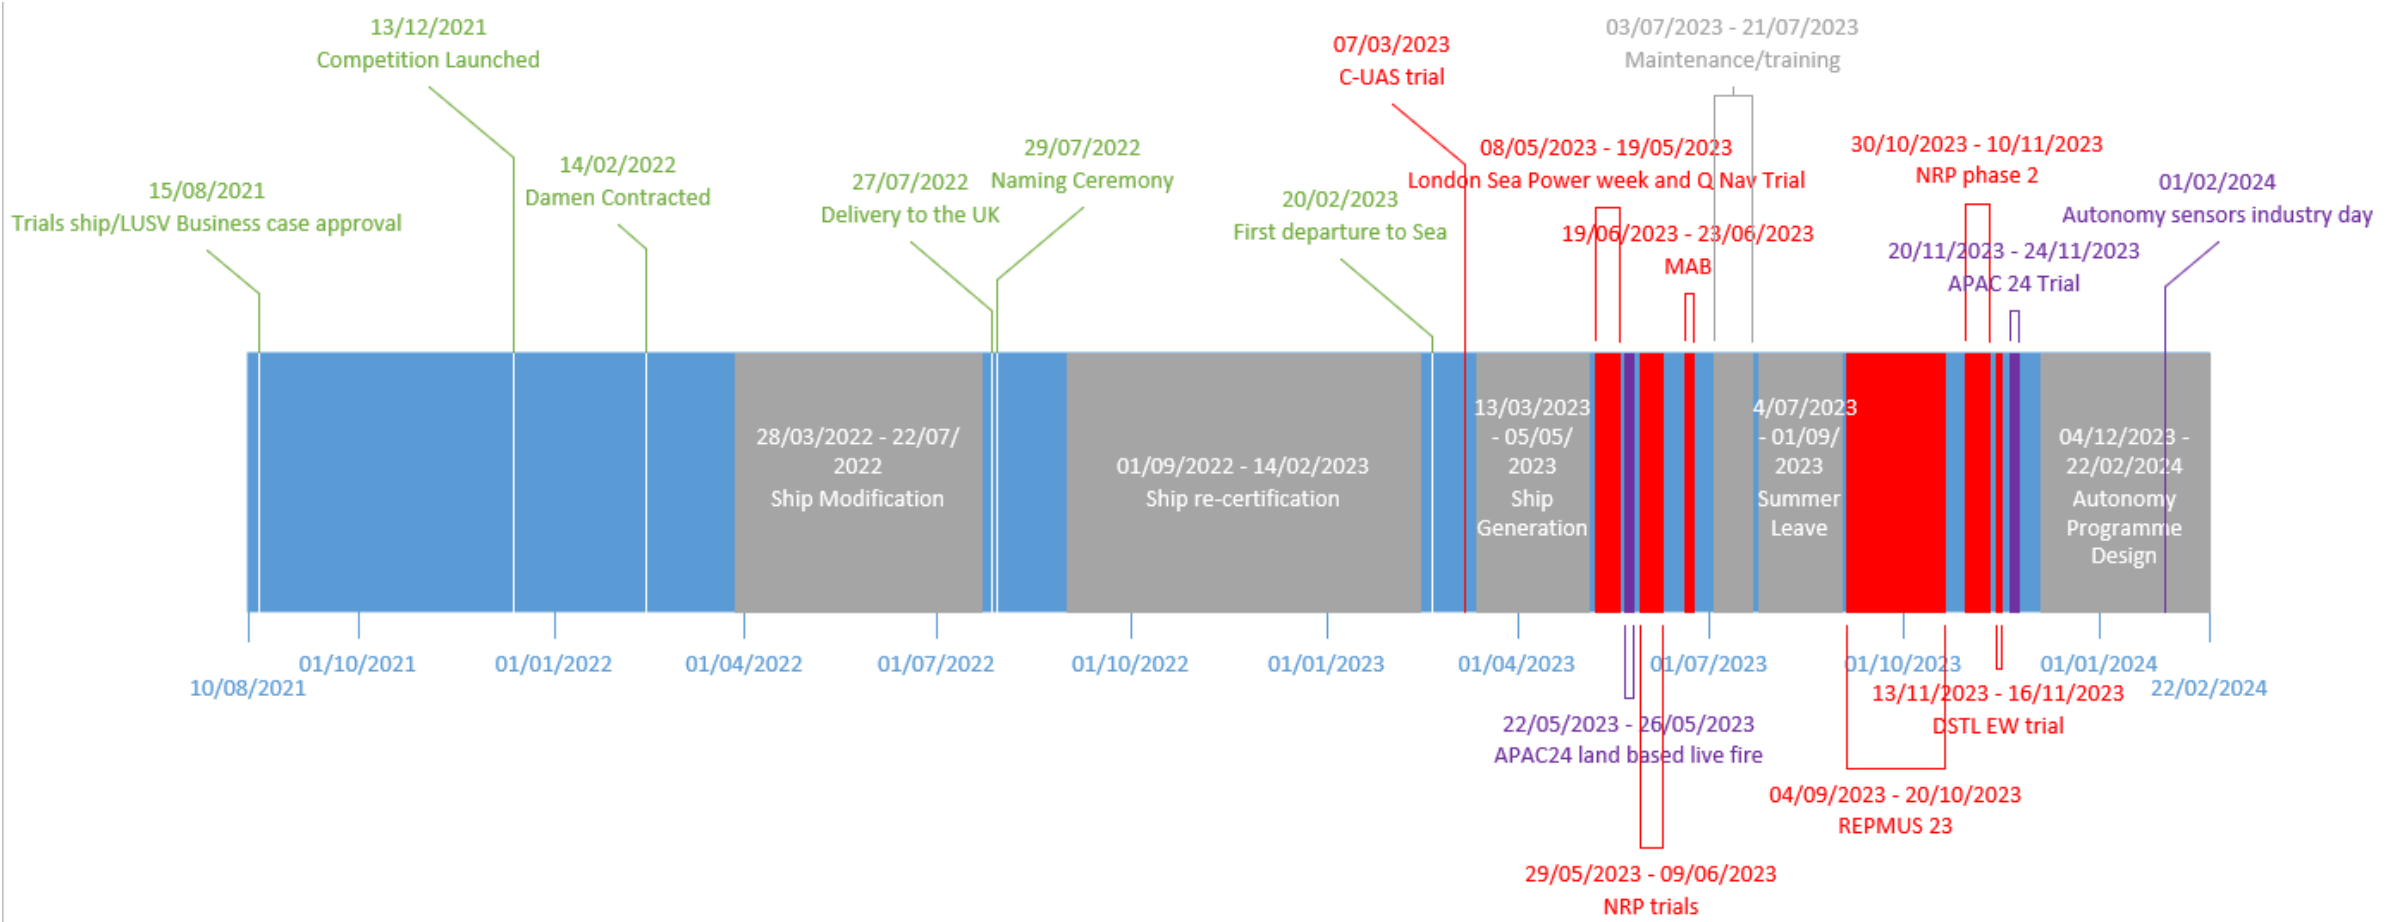 13/12/2021
Competition Launched
15/08/2021
Trials ship/LUSV Business case approval
14/02/2022
Damen Contracted
27/07/2022
Delivery to the UK
29/07/2022
Naming Ceremony
20/02/2023
First departure to Sea
07/03/2023
C-UAS trial
08/05/2023 - 19/05/2023
London Sea Power week and Q Nav Trial
19/06/2023 - 23/06/2023
MAB
03/07/2023 - 21/07/2023
Maintenance/training
30/10/2023 - 10/11/2023
NRP phase 2
20/11/2023 - 24/11/2023
APAC 24 Trial
01/02/2024
Autonomy sensors industry day
28/03/2022 - 22/07/
2022
Ship Modification
01/09/2022 - 14/02/2023
Ship re-certification
13/03/2023
- 05/05/
2023
Ship
Generation
4/07/2023
- 01/09/
2023
Summer
Leave
04/12/2023 -
22/02/2024
Autonomy
Programme
Design
10/08/2021
01/10/2021
01/01/2022
01/04/2022
01/07/2022
01/10/2022
01/01/2023
01/04/2023
01/07/2023
01/10/2023
01/01/2024
22/02/2024
22/05/2023 - 26/05/2023
APAC24 land based live fire
29/05/2023 - 09/06/2023
NRP trials
13/11/2023 - 16/11/2023
DSTL EW trial
04/09/2023 - 20/10/2023
REPMUS 23